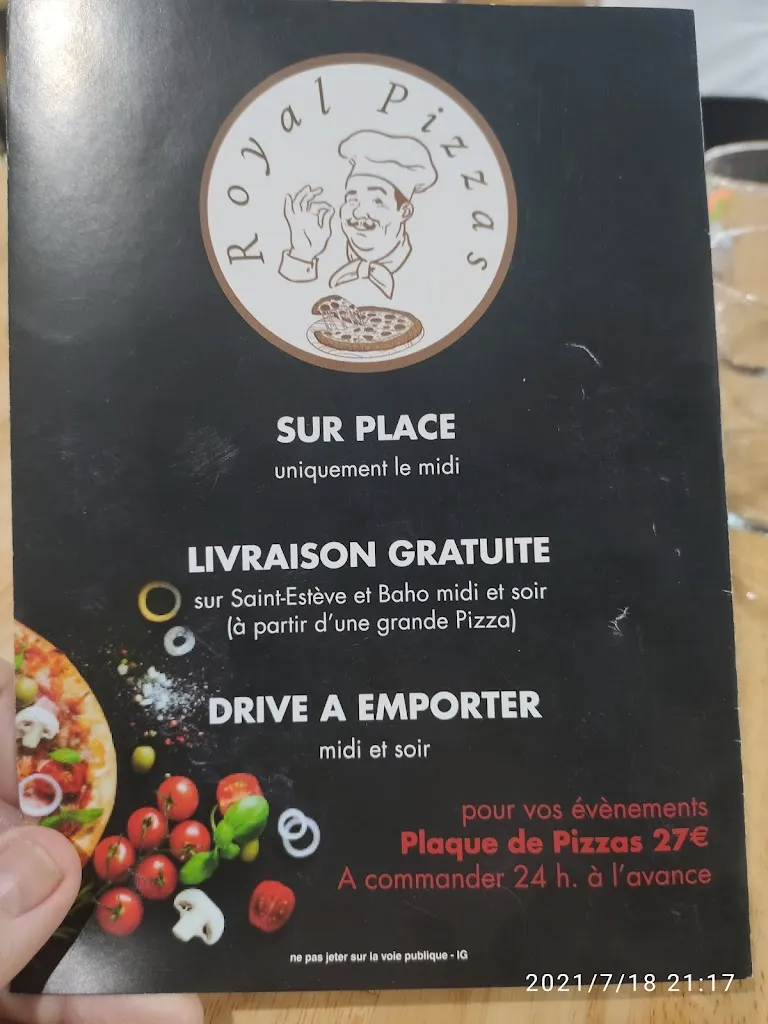 Royal Pizzas
SUR PLACE
uniquement le midi
LIVRAISON GRATUITE
sur Saint-Estève et Baho midi et soir
(à partir d'une grande Pizza)
DRIVE A EMPORTER
midi et soir
pour vos évènements
Plaque de Pizzas 27€
A commander 24 h. à l'avance
ne pas jeter sur la voie publique - IG
2021/7/18 21:17